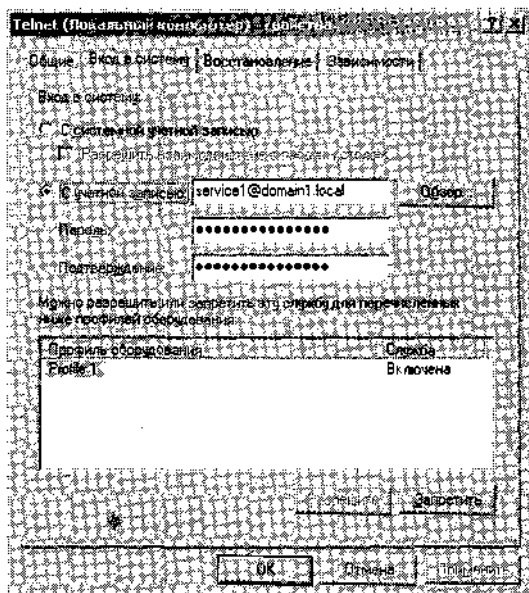 Telnet (Локальный компьютер) - свойства
Общие Вход в систему Восстановление Зависимости
Вход в систему:
С системной учетной записью
Разрешить взаимодействие с рабочим столом
С учетной записью: service1@domain1.local Обзор...
Пароль: •••••••••••••••
Подтверждение: •••••••••••••••
Можно разрешить или запретить эту службу для перечисленных
ниже профилей оборудования:
Профиль оборудования Служба
Profile 1 Включена
Разрешить Запретить
OK Отмена Применить